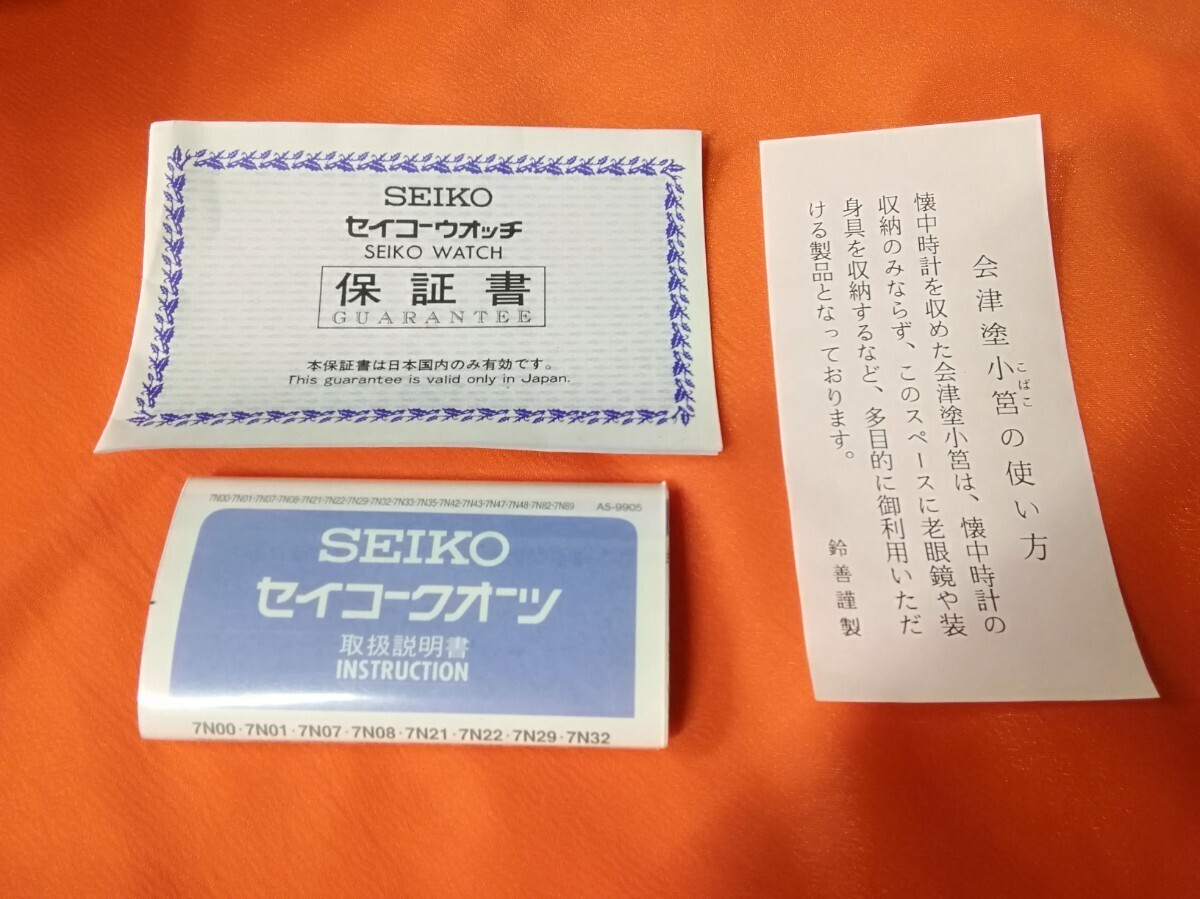 SEIKO
セイコーウオッチ
SEIKO WATCH
保証書
GUARANTEE
本保証書は日本国内のみ有効です。
This guarantee is valid only in Japan.
7N00·7N01·7N07·7N08·7N21·7N22·7N29·7N32·7N33·7N35·7N42·7N43·7N47·7N48·7N82·7N89 AS-9905
SEIKO
セイコークオーツ
取扱説明書
INSTRUCTION
7N00·7N01·7N07·7N08·7N21·7N22·7N29·7N32
会津塗小筥の使い方
こばこ
懐中時計を収めた会津塗小筥は、懐中時計の
収納のみならず、このスペースに老眼鏡や装
身具を収納するなど、多目的に御利用いただ
ける製品となっております。
鈴善謹製